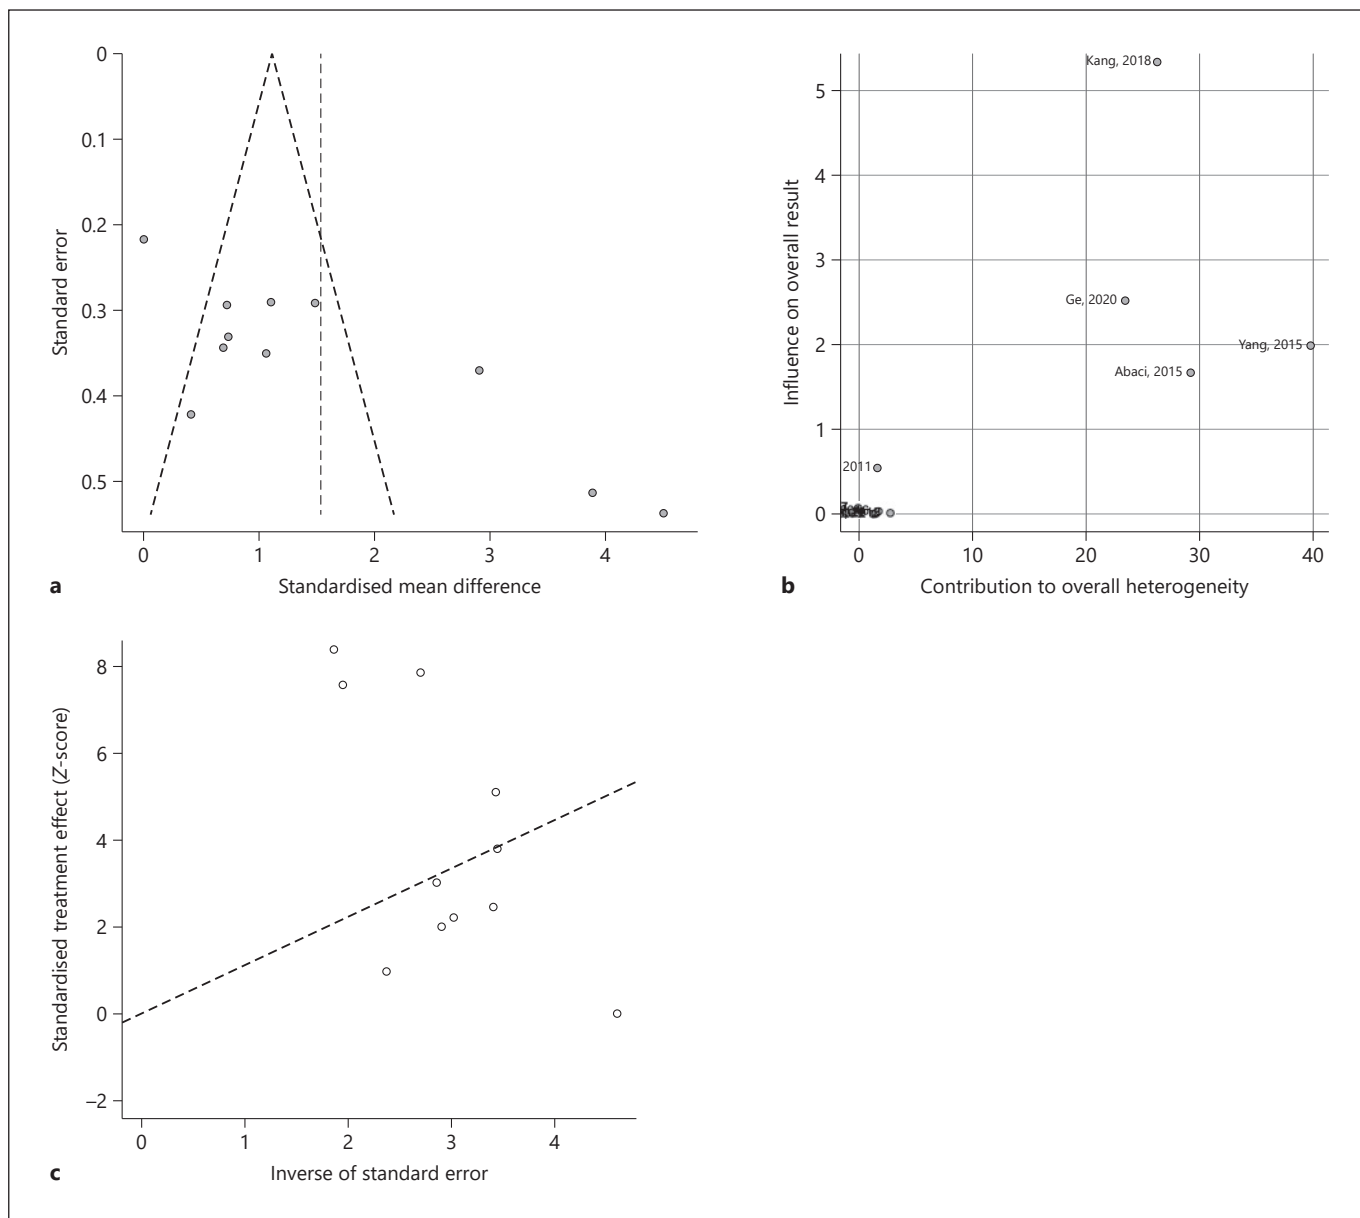 0
0.1
0.2
0.3
0.4
0.5
Standard error
0 1 2 3 4
Standardised mean difference
a
5
4
3
2
1
0
Influence on overall result
Kang, 2018
Ge, 2020
Yang, 2015
Abaci, 2015
2011
0 10 20 30 40
Contribution to overall heterogeneity
b
8
6
4
2
0
–2
Standardised treatment effect (Z-score)
0 1 2 3 4
Inverse of standard error
c